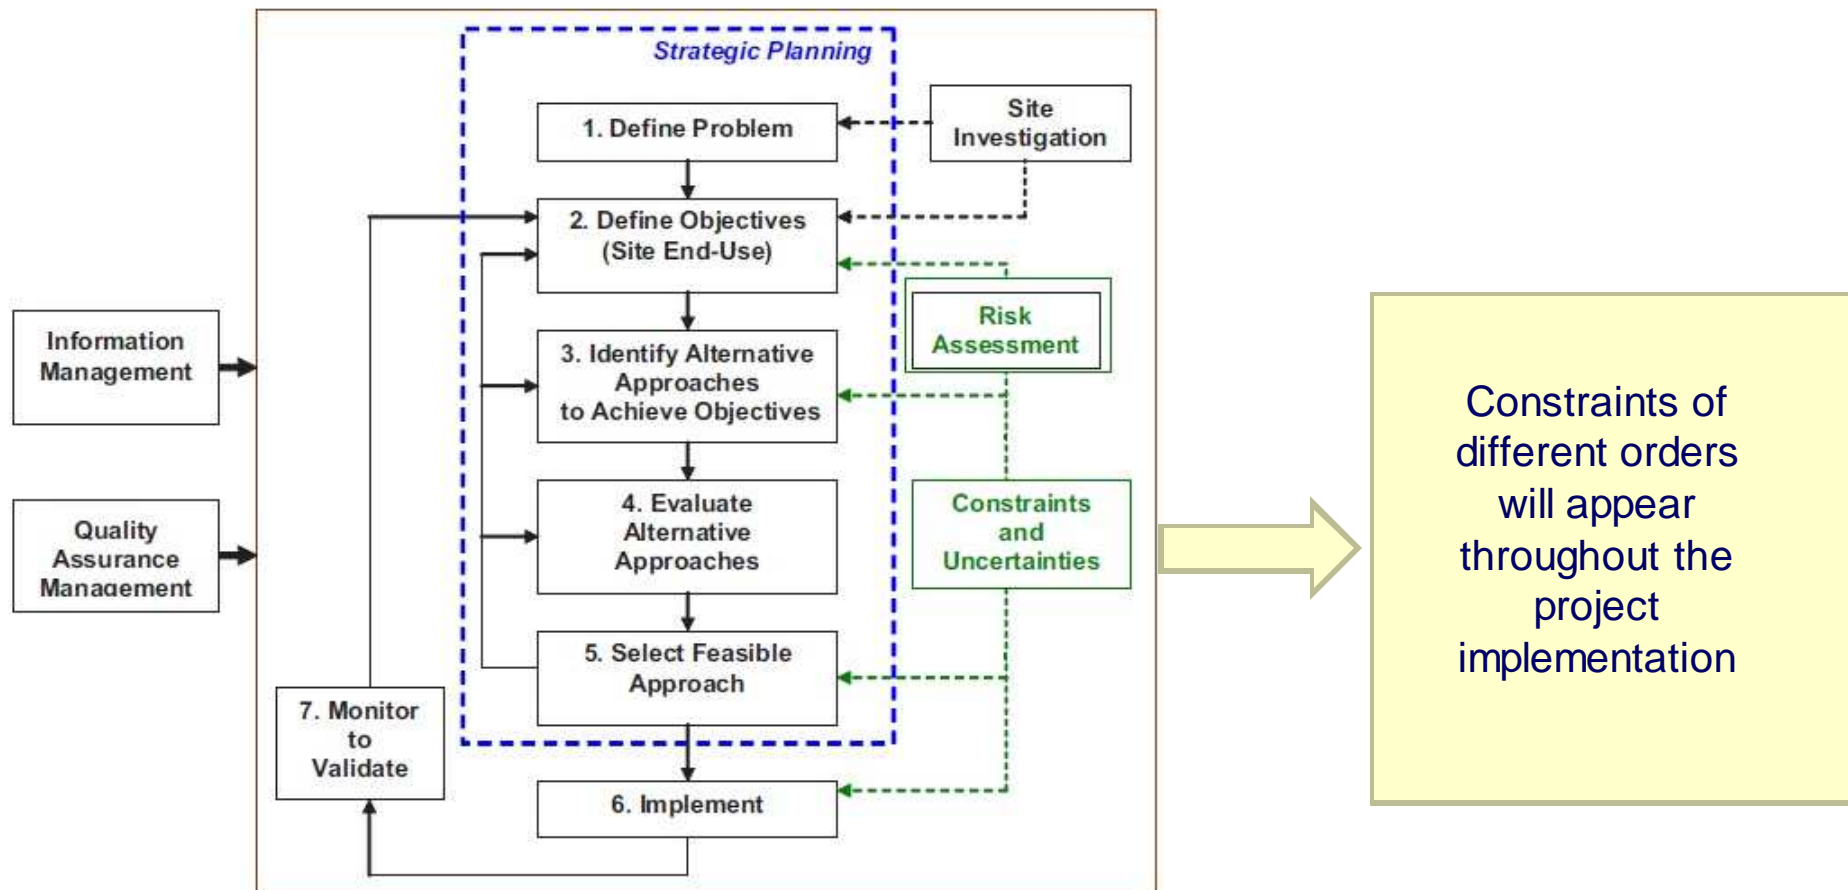 Strategic Planning
1. Define Problem
Site
Investigation
2. Define Objectives
(Site End-Use)
Information
Management
Risk
Assessment
3. Identify Alternative
Approaches
to Achieve Objectives
Quality
Assurance
Management
4. Evaluate
Alternative
Approaches
Constraints
and
Uncertainties
5. Select Feasible
Approach
7. Monitor
to
Validate
6. Implement
Constraints of
different orders
will appear
throughout the
project
implementation